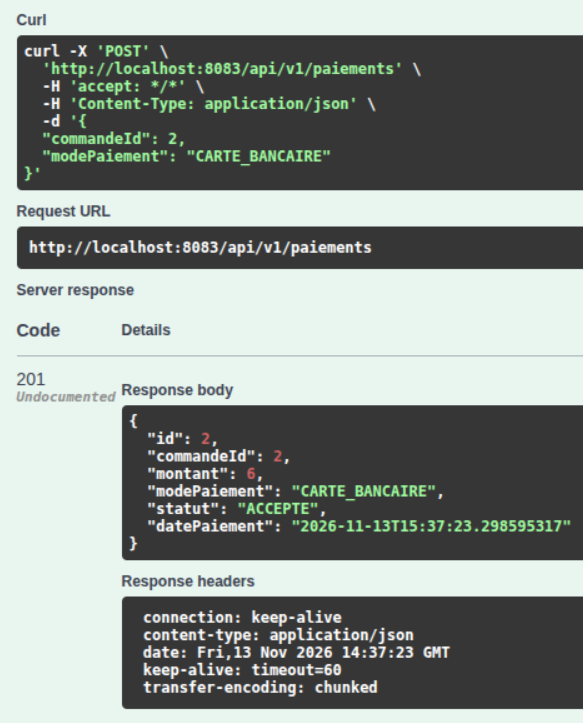 Curl
curl -X 'POST' \
'http://localhost:8083/api/v1/paiements' \
-H 'accept: */*' \
-H 'Content-Type: application/json' \
-d '{
"commandeId": 2,
"modePaiement": "CARTE_BANCAIRE"
}'
Request URL
http://localhost:8083/api/v1/paiements
Server response
Code Details
201
Undocumented
Response body
{
"id": 2,
"commandeId": 2,
"montant": 6,
"modePaiement": "CARTE_BANCAIRE",
"statut": "ACCEPTE",
"datePaiement": "2026-11-13T15:37:23.298595317"
}
Response headers
connection: keep-alive
content-type: application/json
date: Fri,13 Nov 2026 14:37:23 GMT
keep-alive: timeout=60
transfer-encoding: chunked